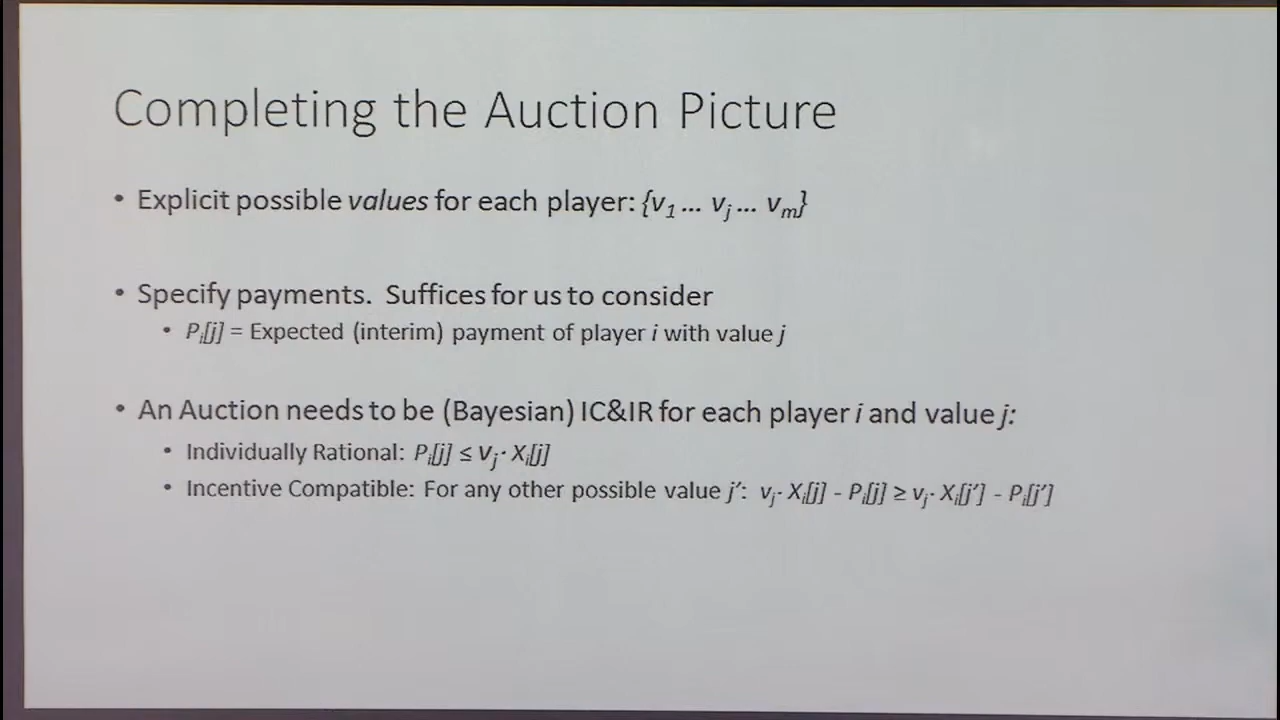 Completing the Auction Picture
• Explicit possible values for each player: {v₁ ... vⱼ ... vₘ}
• Specify payments. Suffices for us to consider
• Pᵢ[j] = Expected (interim) payment of player i with value j
• An Auction needs to be (Bayesian) IC&IR for each player i and value j:
• Individually Rational: Pᵢ[j] ≤ vⱼ· Xᵢ[j]
• Incentive Compatible: For any other possible value j′: vⱼ· Xᵢ[j] - Pᵢ[j] ≥ vⱼ· Xᵢ[j′] - Pᵢ[j′]